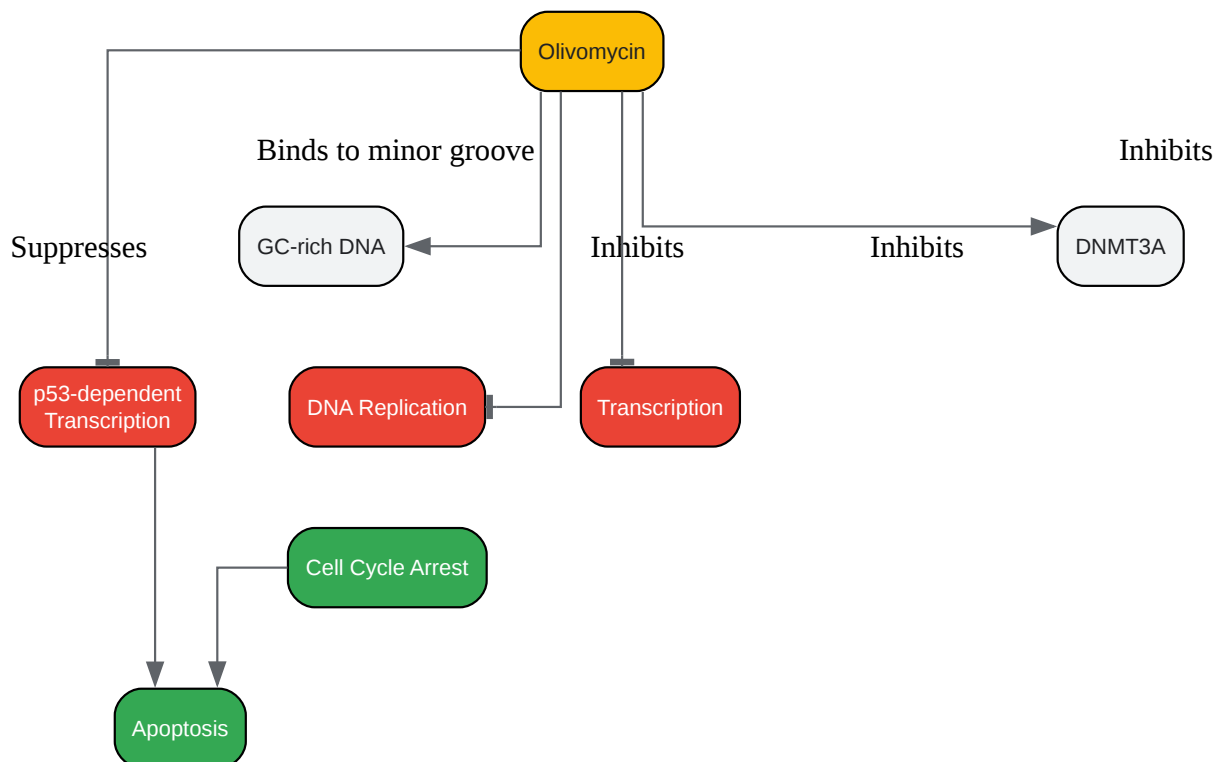 Olivomycin
Binds to minor groove
Inhibits
Suppresses
GC-rich DNA
Inhibits
Inhibits
DNMT3A
p53-dependent
Transcription
DNA Replication
Transcription
Cell Cycle Arrest
Apoptosis